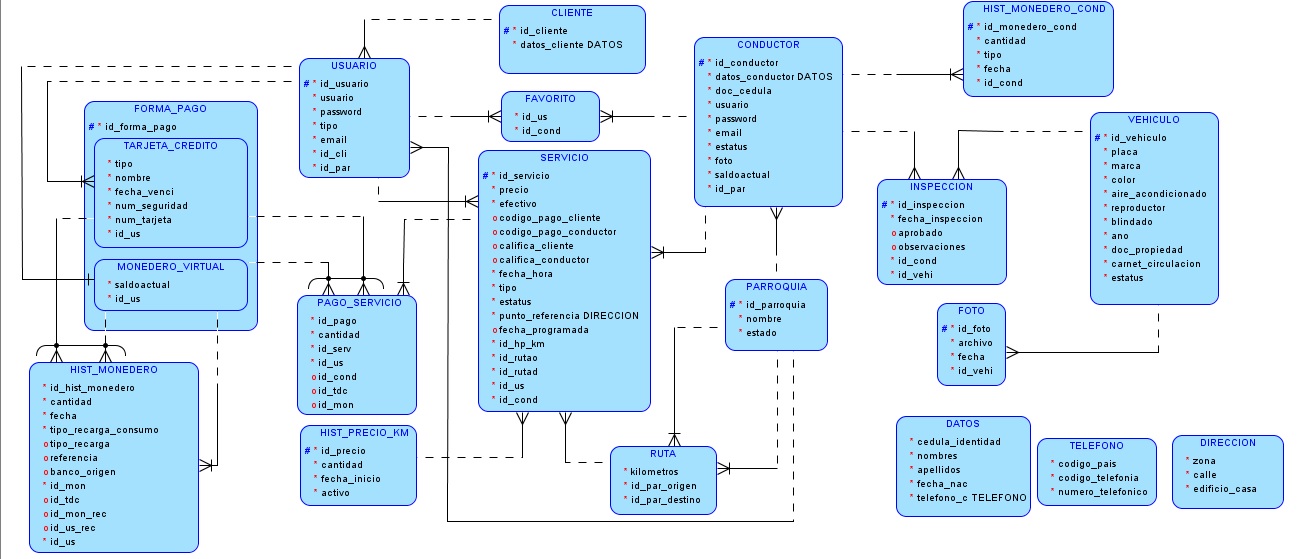 CLIENTE
# * id_cliente
* datos_cliente DATOS
HIST_MONEDERO_COND
# * id_monedero_cond
* cantidad
* tipo
* fecha
* id_cond
CONDUCTOR
# * id_conductor
* datos_conductor DATOS
* doc_cedula
* usuario
* password
* email
* estatus
* foto
* saldoactual
* id_par
USUARIO
# * id_usuario
* usuario
* password
* tipo
* email
* id_cli
* id_par
FAVORITO
* id_us
* id_cond
FORMA_PAGO
# * id_forma_pago
TARJETA_CREDITO
* tipo
* nombre
* fecha_venci
* num_seguridad
* num_tarjeta
* id_us
MONEDERO_VIRTUAL
* saldoactual
* id_us
VEHICULO
# * id_vehiculo
* placa
* marca
* color
* aire_acondicionado
* reproductor
* blindado
* ano
* doc_propiedad
* carnet_circulacion
* estatus
SERVICIO
# * id_servicio
* precio
* efectivo
o codigo_pago_cliente
o codigo_pago_conductor
o califica_cliente
o califica_conductor
* fecha_hora
* tipo
* estatus
* punto_referencia DIRECCION
o fecha_programada
* id_hp_km
* id_rutao
* id_rutad
* id_us
* id_cond
INSPECCION
# * id_inspeccion
* fecha_inspeccion
o aprobado
o observaciones
* id_cond
* id_vehi
PARROQUIA
# * id_parroquia
* nombre
* estado
PAGO_SERVICIO
* id_pago
* cantidad
* id_serv
* id_us
o id_cond
o id_tdc
o id_mon
FOTO
# * id_foto
* archivo
* fecha
* id_vehi
HIST_MONEDERO
* id_hist_monedero
* cantidad
* fecha
* tipo_recarga_consumo
o tipo_recarga
o referencia
o banco_origen
* id_mon
o id_tdc
o id_mon_rec
o id_us_rec
* id_us
HIST_PRECIO_KM
# * id_precio
* cantidad
* fecha_inicio
* activo
RUTA
* kilometros
* id_par_origen
* id_par_destino
DATOS
* cedula_identidad
* nombres
* apellidos
* fecha_nac
* telefono_c TELEFONO
TELEFONO
* codigo_pais
* codigo_telefonia
* numero_telefonico
DIRECCION
* zona
* calle
* edificio_casa